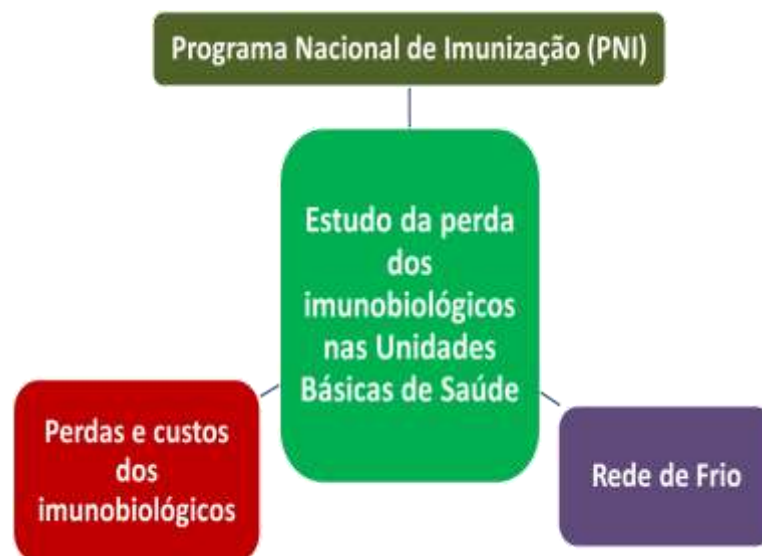 Programa Nacional de Imunização (PNI)
Estudo da perda
dos
imunobiológicos
nas Unidades
Básicas de Saúde
Perdas e custos
dos
imunobiológicos
Rede de Frio